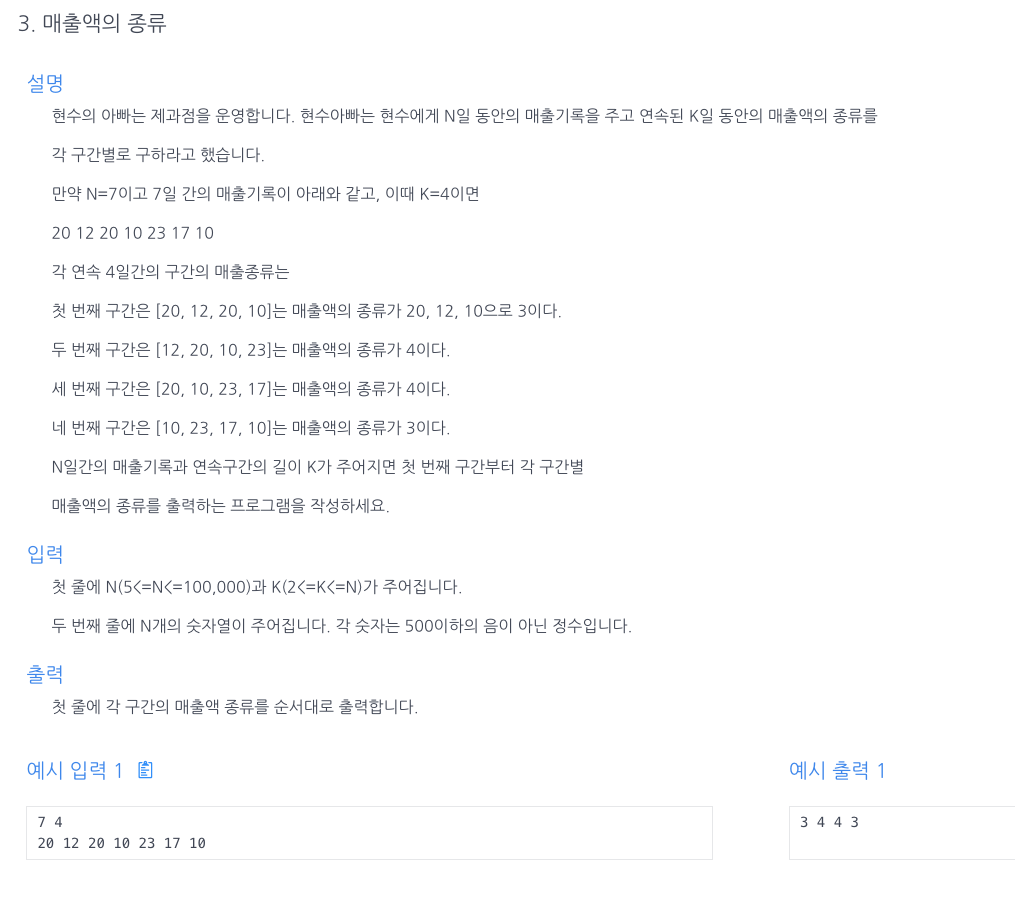 3. 매출액의 종류
설명
현수의 아빠는 제과점을 운영합니다. 현수아빠는 현수에게 N일 동안의 매출기록을 주고 연속된 K일 동안의 매출액의 종류를
각 구간별로 구하라고 했습니다.
만약 N=7이고 7일 간의 매출기록이 아래와 같고, 이때 K=4이면
20 12 20 10 23 17 10
각 연속 4일간의 구간의 매출종류는
첫 번째 구간은 [20, 12, 20, 10]는 매출액의 종류가 20, 12, 10으로 3이다.
두 번째 구간은 [12, 20, 10, 23]는 매출액의 종류가 4이다.
세 번째 구간은 [20, 10, 23, 17]는 매출액의 종류가 4이다.
네 번째 구간은 [10, 23, 17, 10]는 매출액의 종류가 3이다.
N일간의 매출기록과 연속구간의 길이 K가 주어지면 첫 번째 구간부터 각 구간별
매출액의 종류를 출력하는 프로그램을 작성하세요.
입력
첫 줄에 N(5<=N<=100,000)과 K(2<=K<=N)가 주어집니다.
두 번째 줄에 N개의 숫자열이 주어집니다. 각 숫자는 500이하의 음이 아닌 정수입니다.
출력
첫 줄에 각 구간의 매출액 종류를 순서대로 출력합니다.
예시 입력 1
7 4
20 12 20 10 23 17 10
예시 출력 1
3 4 4 3